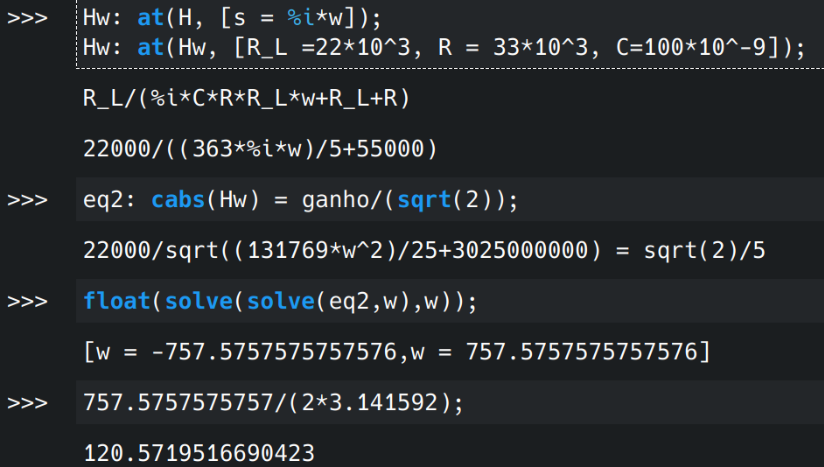 >>> Hw: at(H, [s = %i*w]);
Hw: at(Hw, [R_L =22*10^3, R = 33*10^3, C=100*10^-9]);
R_L/(%i*C*R*R_L*w+R_L+R)
22000/((363*%i*w)/5+55000)
>>> eq2: cabs(Hw) = ganho/(sqrt(2));
22000/sqrt((131769*w^2)/25+3025000000) = sqrt(2)/5
>>> float(solve(solve(eq2,w),w));
[w = -757.5757575757576,w = 757.5757575757576]
>>> 757.5757575757/(2*3.141592);
120.5719516690423